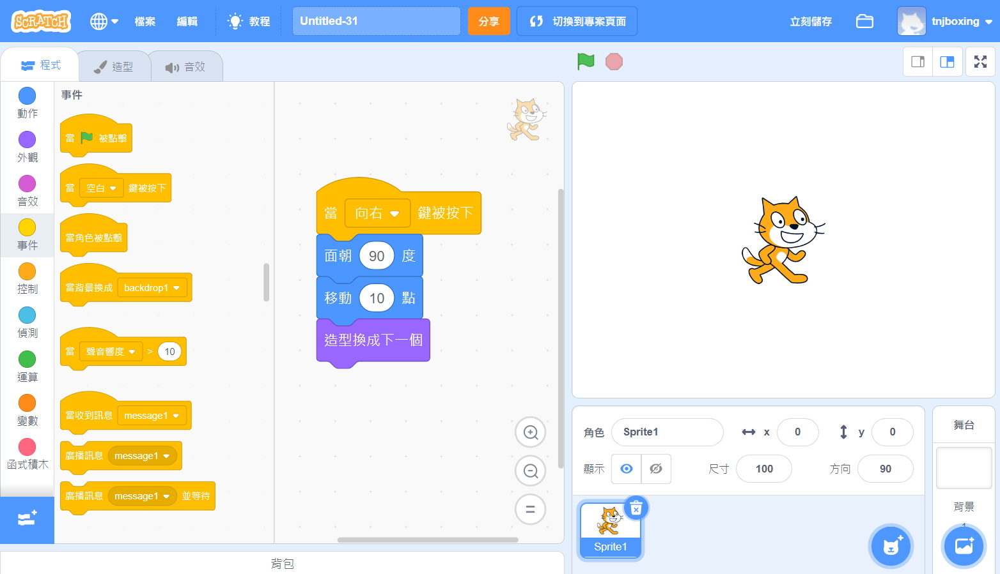 SCRATCH
檔案
編輯
教程
Untitled-31
分享
切換到專案頁面
立刻儲存
tnjboxing
程式
造型
音效
動作
外觀
音效
事件
控制
偵測
運算
變數
函式積木
事件
當 被點擊
當 空白 鍵被按下
當角色被點擊
當背景換成 backdrop1
當 聲音響度 > 10
當收到訊息 message1
廣播訊息 message1
廣播訊息 message1 並等待
當 向右 鍵被按下
面朝 90 度
移動 10 點
造型換成下一個
背包
角色 Sprite1 x 0 y 0
顯示 尺寸 100 方向 90
Sprite1
舞台
背景
1